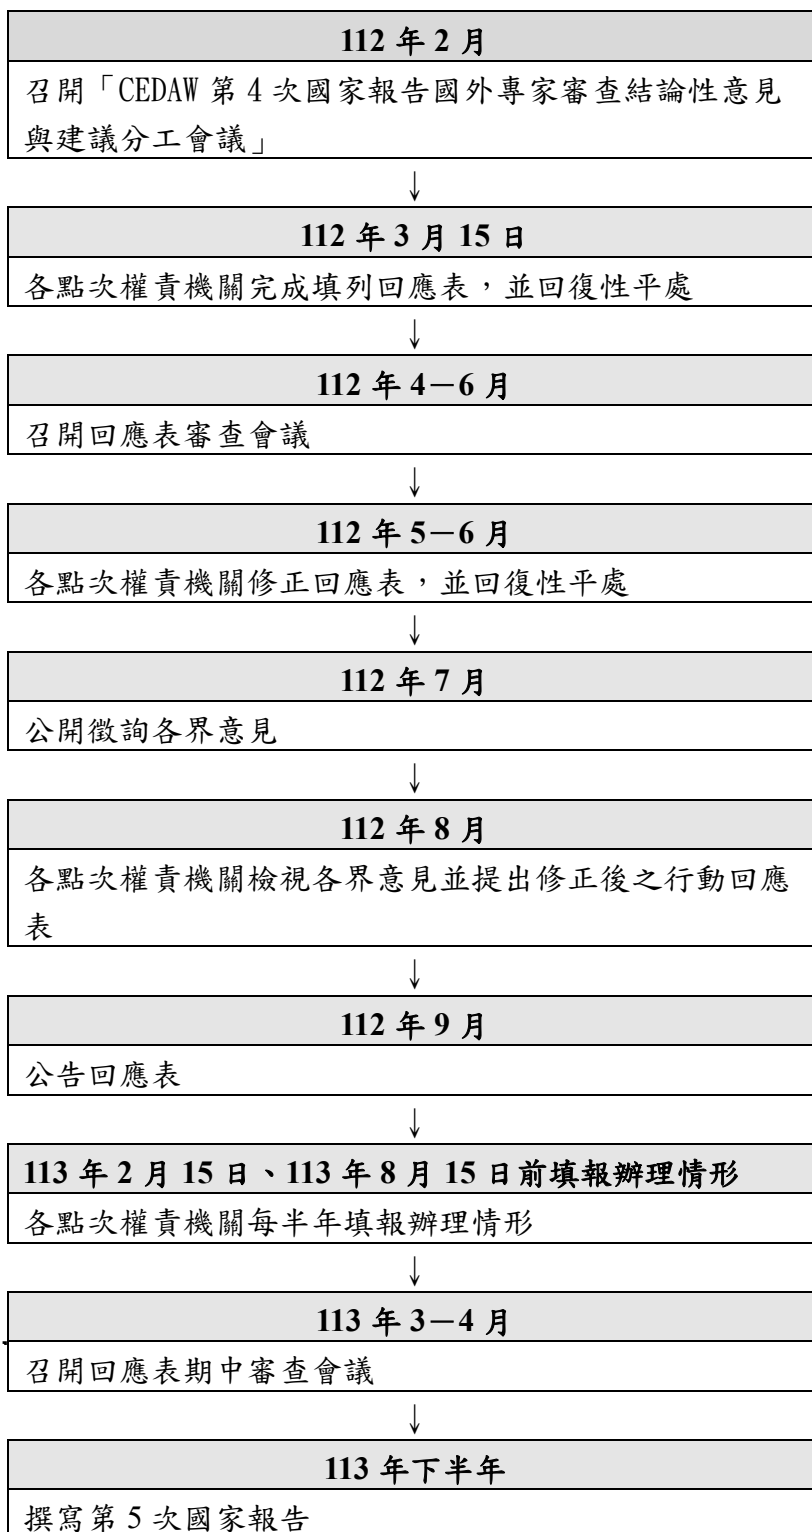 112 年 2 月
召開「CEDAW 第 4 次國家報告國外專家審查結論性意見
與建議分工會議」
↓
112 年 3 月 15 日
各點次權責機關完成填列回應表，並回復性平處
↓
112 年 4－6 月
召開回應表審查會議
↓
112 年 5－6 月
各點次權責機關修正回應表，並回復性平處
↓
112 年 7 月
公開徵詢各界意見
↓
112 年 8 月
各點次權責機關檢視各界意見並提出修正後之行動回應
表
↓
112 年 9 月
公告回應表
↓
113 年 2 月 15 日、113 年 8 月 15 日前填報辦理情形
各點次權責機關每半年填報辦理情形
↓
113 年 3－4 月
召開回應表期中審查會議
↓
113 年下半年
撰寫第 5 次國家報告